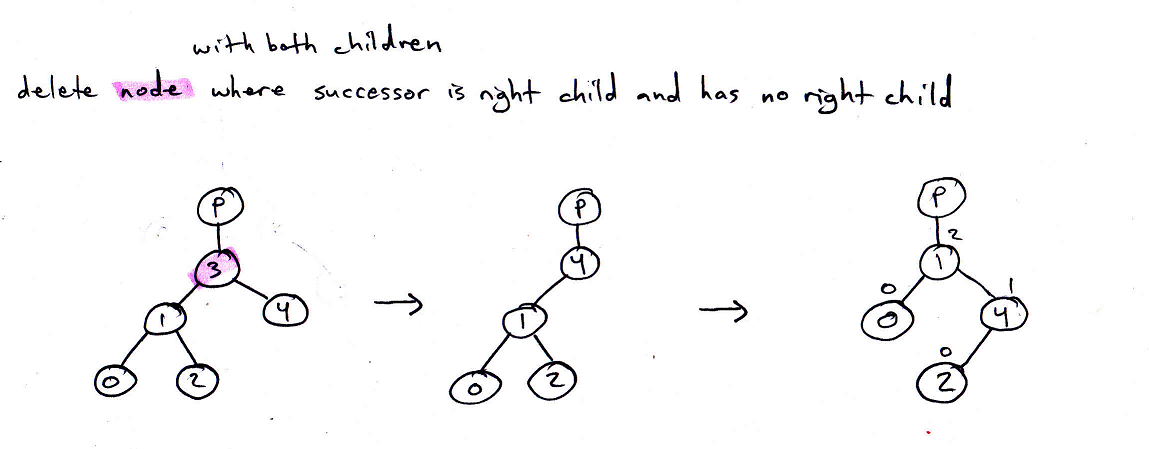 with both children
delete node where successor is right child and has no right child
P P P
3 4 2
1 4 1 1
0 2 0 2 0 0 1 4
0 2